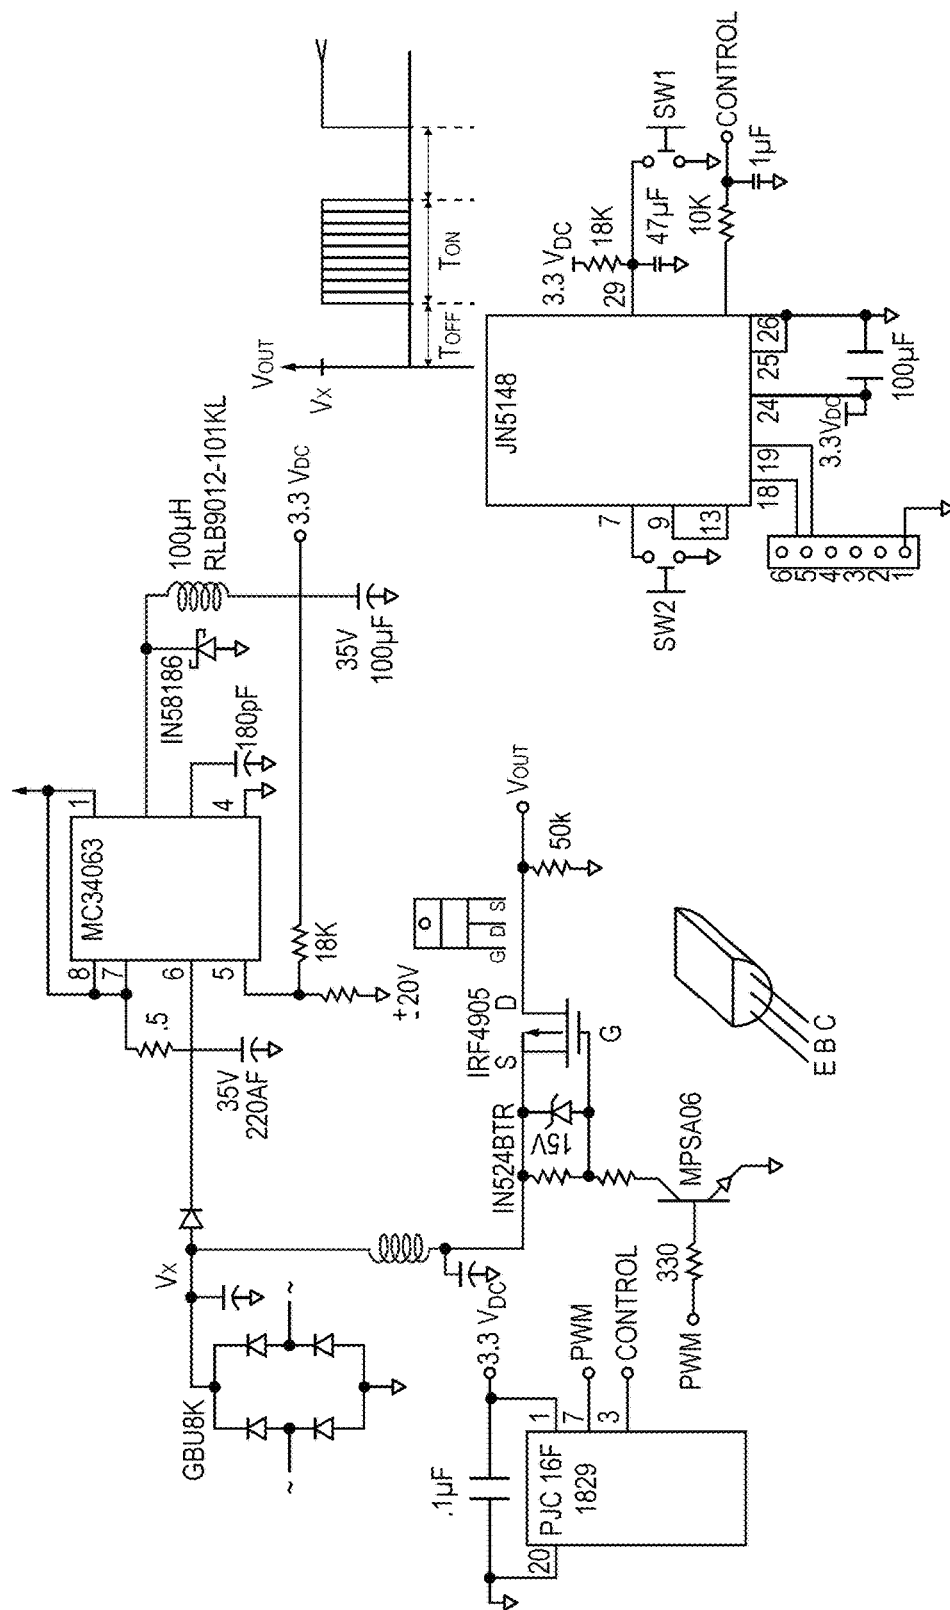 GBU8K
~
~
VX
.5
35V
220AF
MC34063
8
7
6
5
1
4
18K
±20V
180pF
IN58186
100µH
RLB9012-101KL
3.3 VDC
35V
100µF
VOUT
VX
TOFF
TON
.1µF
3.3 VDC
PJC 16F
1829
20
1
7
3
PWM
CONTROL
PWM
330
MPSA06
IN524BTR
15V
IRF4905
S
D
G
G
D
S
E
B
C
VOUT
50k
JN5148
7
9
13
SW2
18
19
24
25
26
6
5
4
3
2
1
3.3VDC
100µF
3.3 VDC
29
18K
47µF
SW1
10K
1µF
CONTROL